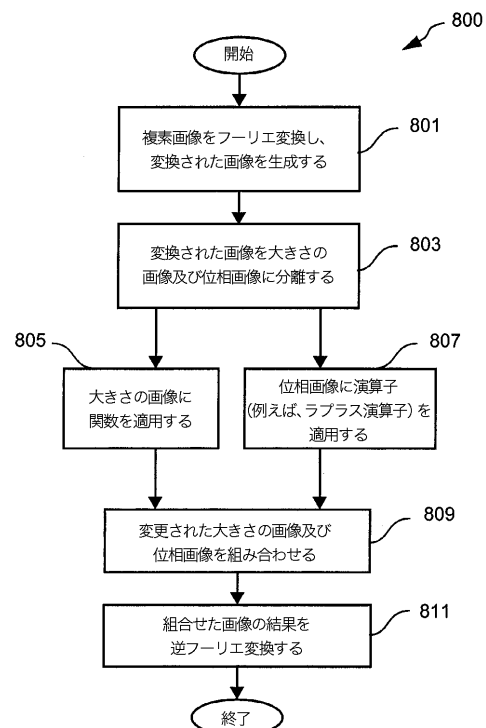 800
開始
複素画像をフーリエ変換し、
変換された画像を生成する
801
変換された画像を大きさの
画像及び位相画像に分離する
803
805
大きさの画像に
関数を適用する
807
位相画像に演算子
(例えば、ラプラス演算子)を
適用する
変更された大きさの画像及び
位相画像を組み合わせる
809
組合せた画像の結果を
逆フーリエ変換する
811
終了